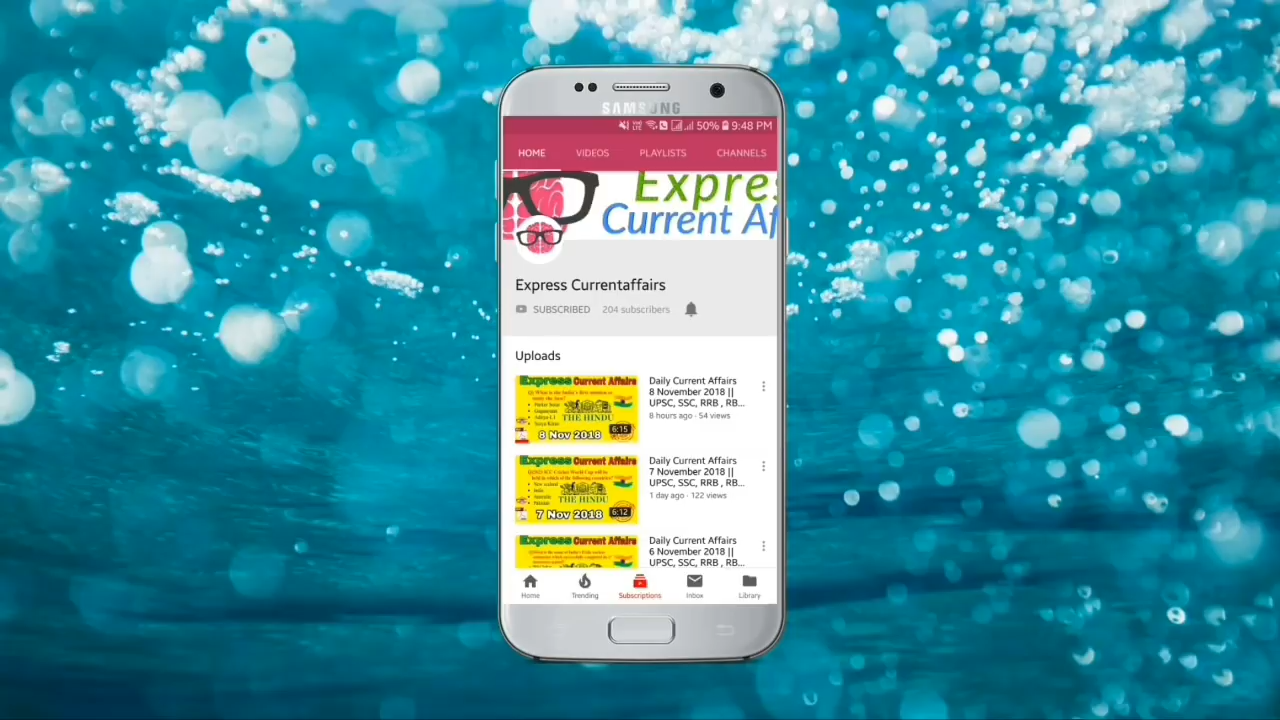 SAMSUNG
50% 9:48 PM
HOME VIDEOS PLAYLISTS CHANNELS
Expres
Current Af
Express Currentaffairs
SUBSCRIBED 204 subscribers
Uploads
Express Current Affairs
THE HINDU
6:15
8 Nov 2018
Daily Current Affairs
8 November 2018 ||
UPSC, SSC, RRB , RB...
8 hours ago · 54 views
Express Current Affairs
THE HINDU
6:12
7 Nov 2018
Daily Current Affairs
7 November 2018 ||
UPSC, SSC, RRB , RB...
1 day ago · 122 views
Express Current Affairs
Daily Current Affairs
6 November 2018 ||
UPSC, SSC, RRB , RB...
Home Trending Subscriptions Inbox Library